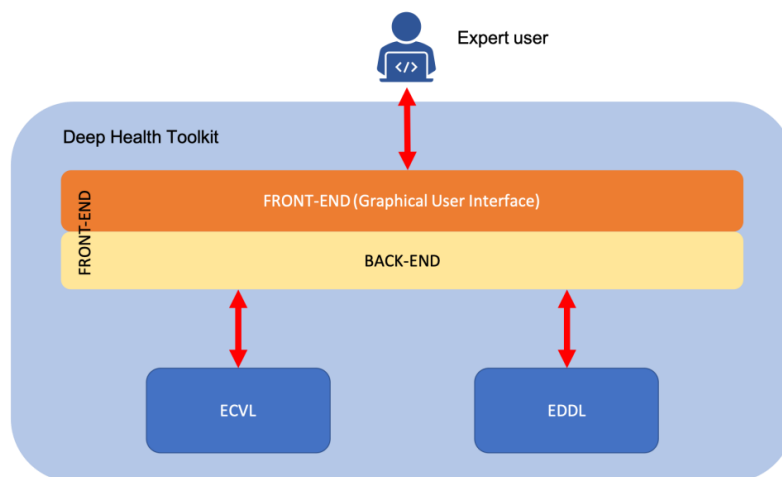 Expert user
</>
Deep Health Toolkit
FRONT-END
FRONT-END (Graphical User Interface)
BACK-END
ECVL
EDDL